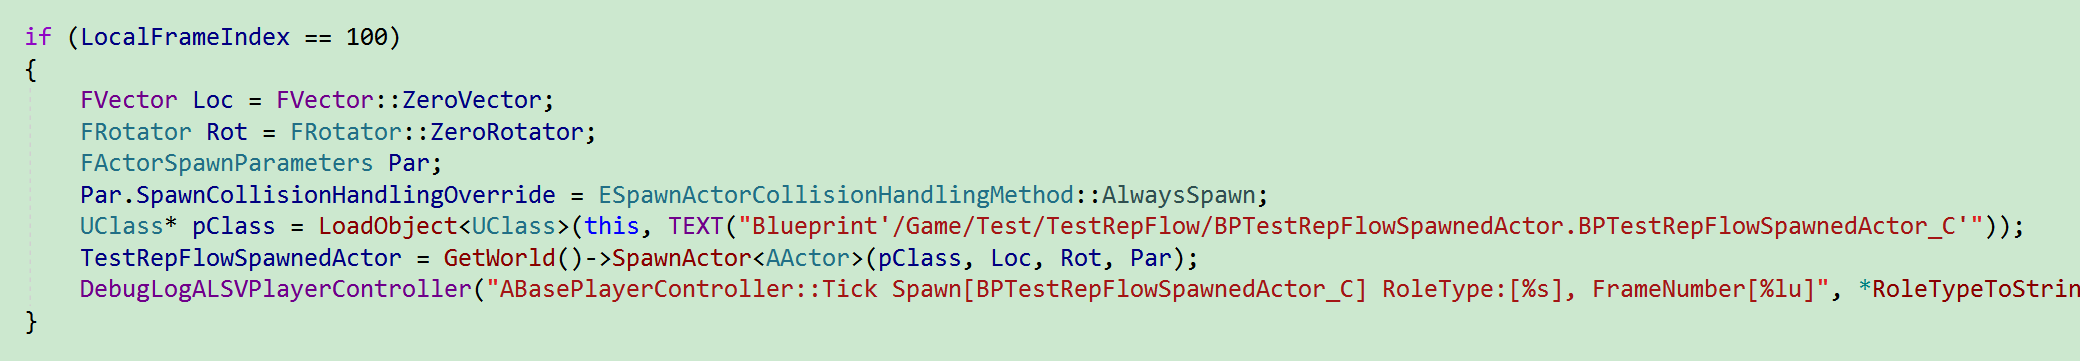 if (LocalFrameIndex == 100)
{
FVector Loc = FVector::ZeroVector;
FRotator Rot = FRotator::ZeroRotator;
FActorSpawnParameters Par;
Par.SpawnCollisionHandlingOverride = ESpawnActorCollisionHandlingMethod::AlwaysSpawn;
UClass* pClass = LoadObject<UClass>(this, TEXT("Blueprint'/Game/Test/TestRepFlow/BPTestRepFlowSpawnedActor.BPTestRepFlowSpawnedActor_C'"));
TestRepFlowSpawnedActor = GetWorld()->SpawnActor<AActor>(pClass, Loc, Rot, Par);
DebugLogALSVPlayerController("ABasePlayerController::Tick Spawn[BPTestRepFlowSpawnedActor_C] RoleType:[%s], FrameNumber[%lu]", *RoleTypeToStrin
}